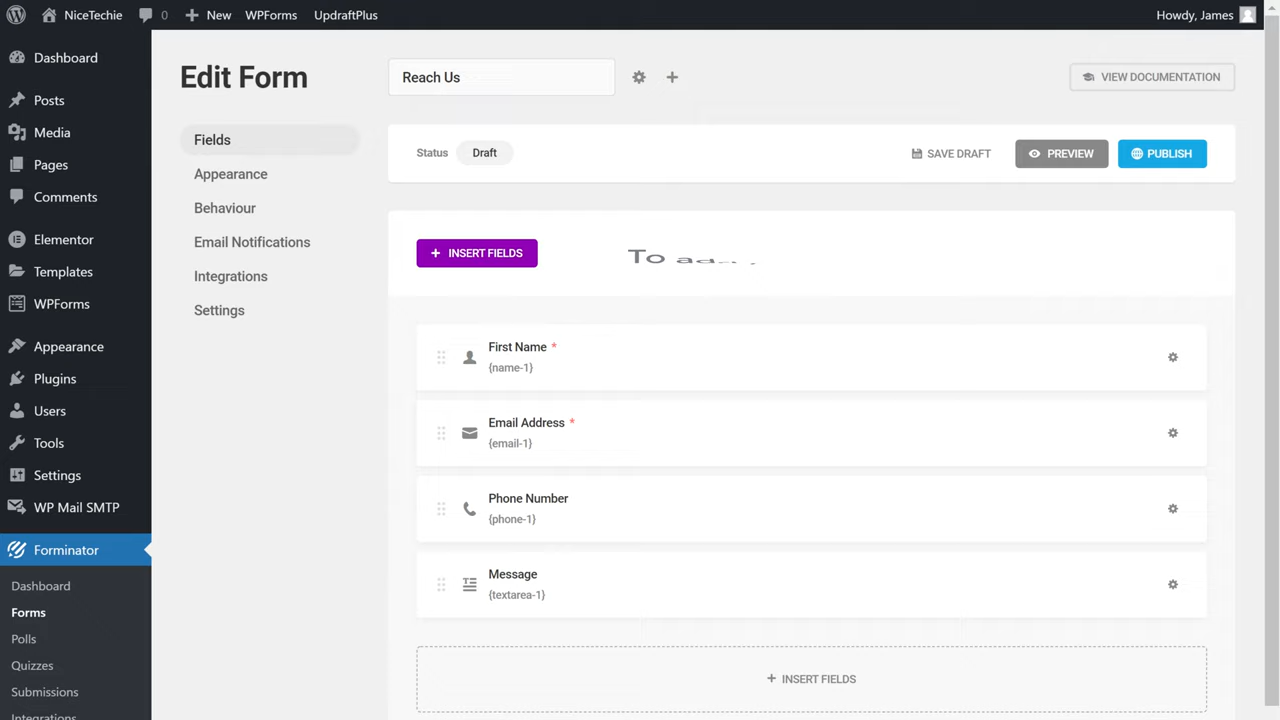 NiceTechie 0 New WPForms UpdraftPlus Howdy, James
Dashboard
Posts
Media
Pages
Comments
Elementor
Templates
WPForms
Appearance
Plugins
Users
Tools
Settings
WP Mail SMTP
Forminator
Dashboard
Forms
Polls
Quizzes
Submissions
Integrations
Edit Form
Reach Us
VIEW DOCUMENTATION
Fields
Appearance
Behaviour
Email Notifications
Integrations
Settings
Status Draft SAVE DRAFT PREVIEW PUBLISH
+ INSERT FIELDS
To
First Name *
{name-1}
Email Address *
{email-1}
Phone Number
{phone-1}
Message
{textarea-1}
+ INSERT FIELDS